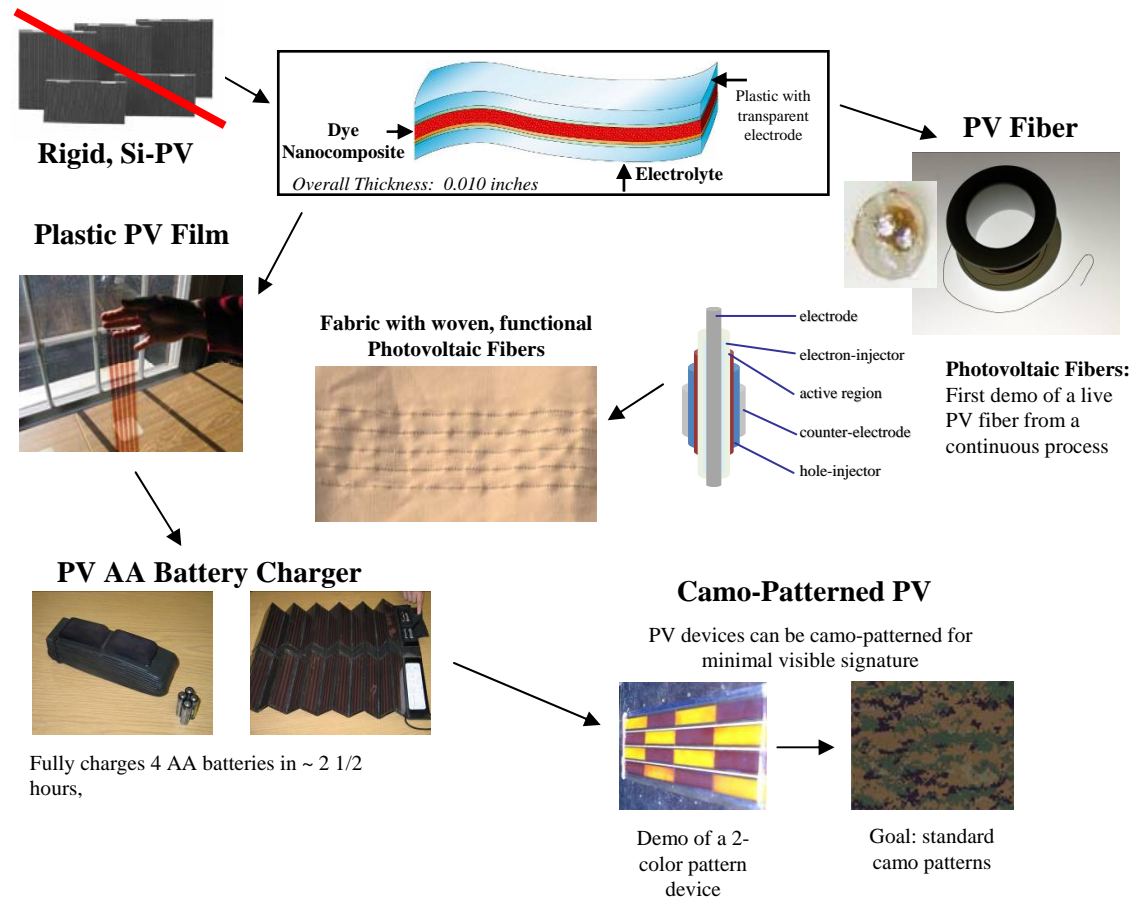 Rigid, Si-PV
Dye
Nanocomposite
Plastic with
transparent
electrode
Electrolyte
Overall Thickness:  0.010 inches
PV Fiber
Photovoltaic Fibers:
First demo of a live
PV fiber from a
continuous process
Plastic PV Film
Fabric with woven, functional
Photovoltaic Fibers
electrode
electron-injector
active region
counter-electrode
hole-injector
PV AA Battery Charger
Fully charges 4 AA batteries in ~ 2 1/2
hours,
Camo-Patterned PV
PV devices can be camo-patterned for
minimal visible signature
Demo of a 2-
color pattern
device
Goal: standard
camo patterns